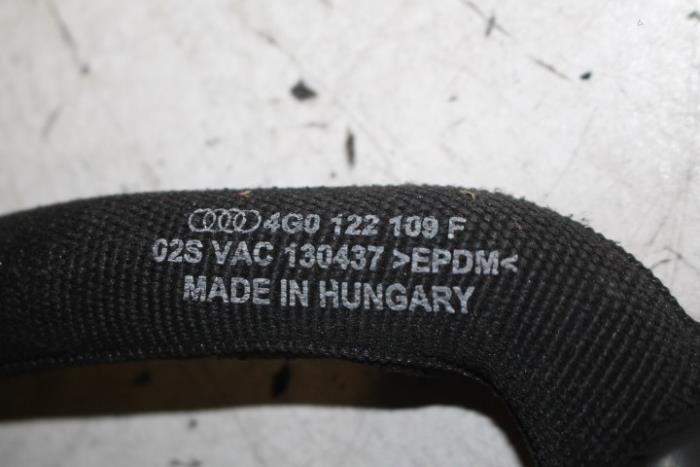 4G0 122 109 F
02S VAC 130437 >EPDM<
MADE IN HUNGARY